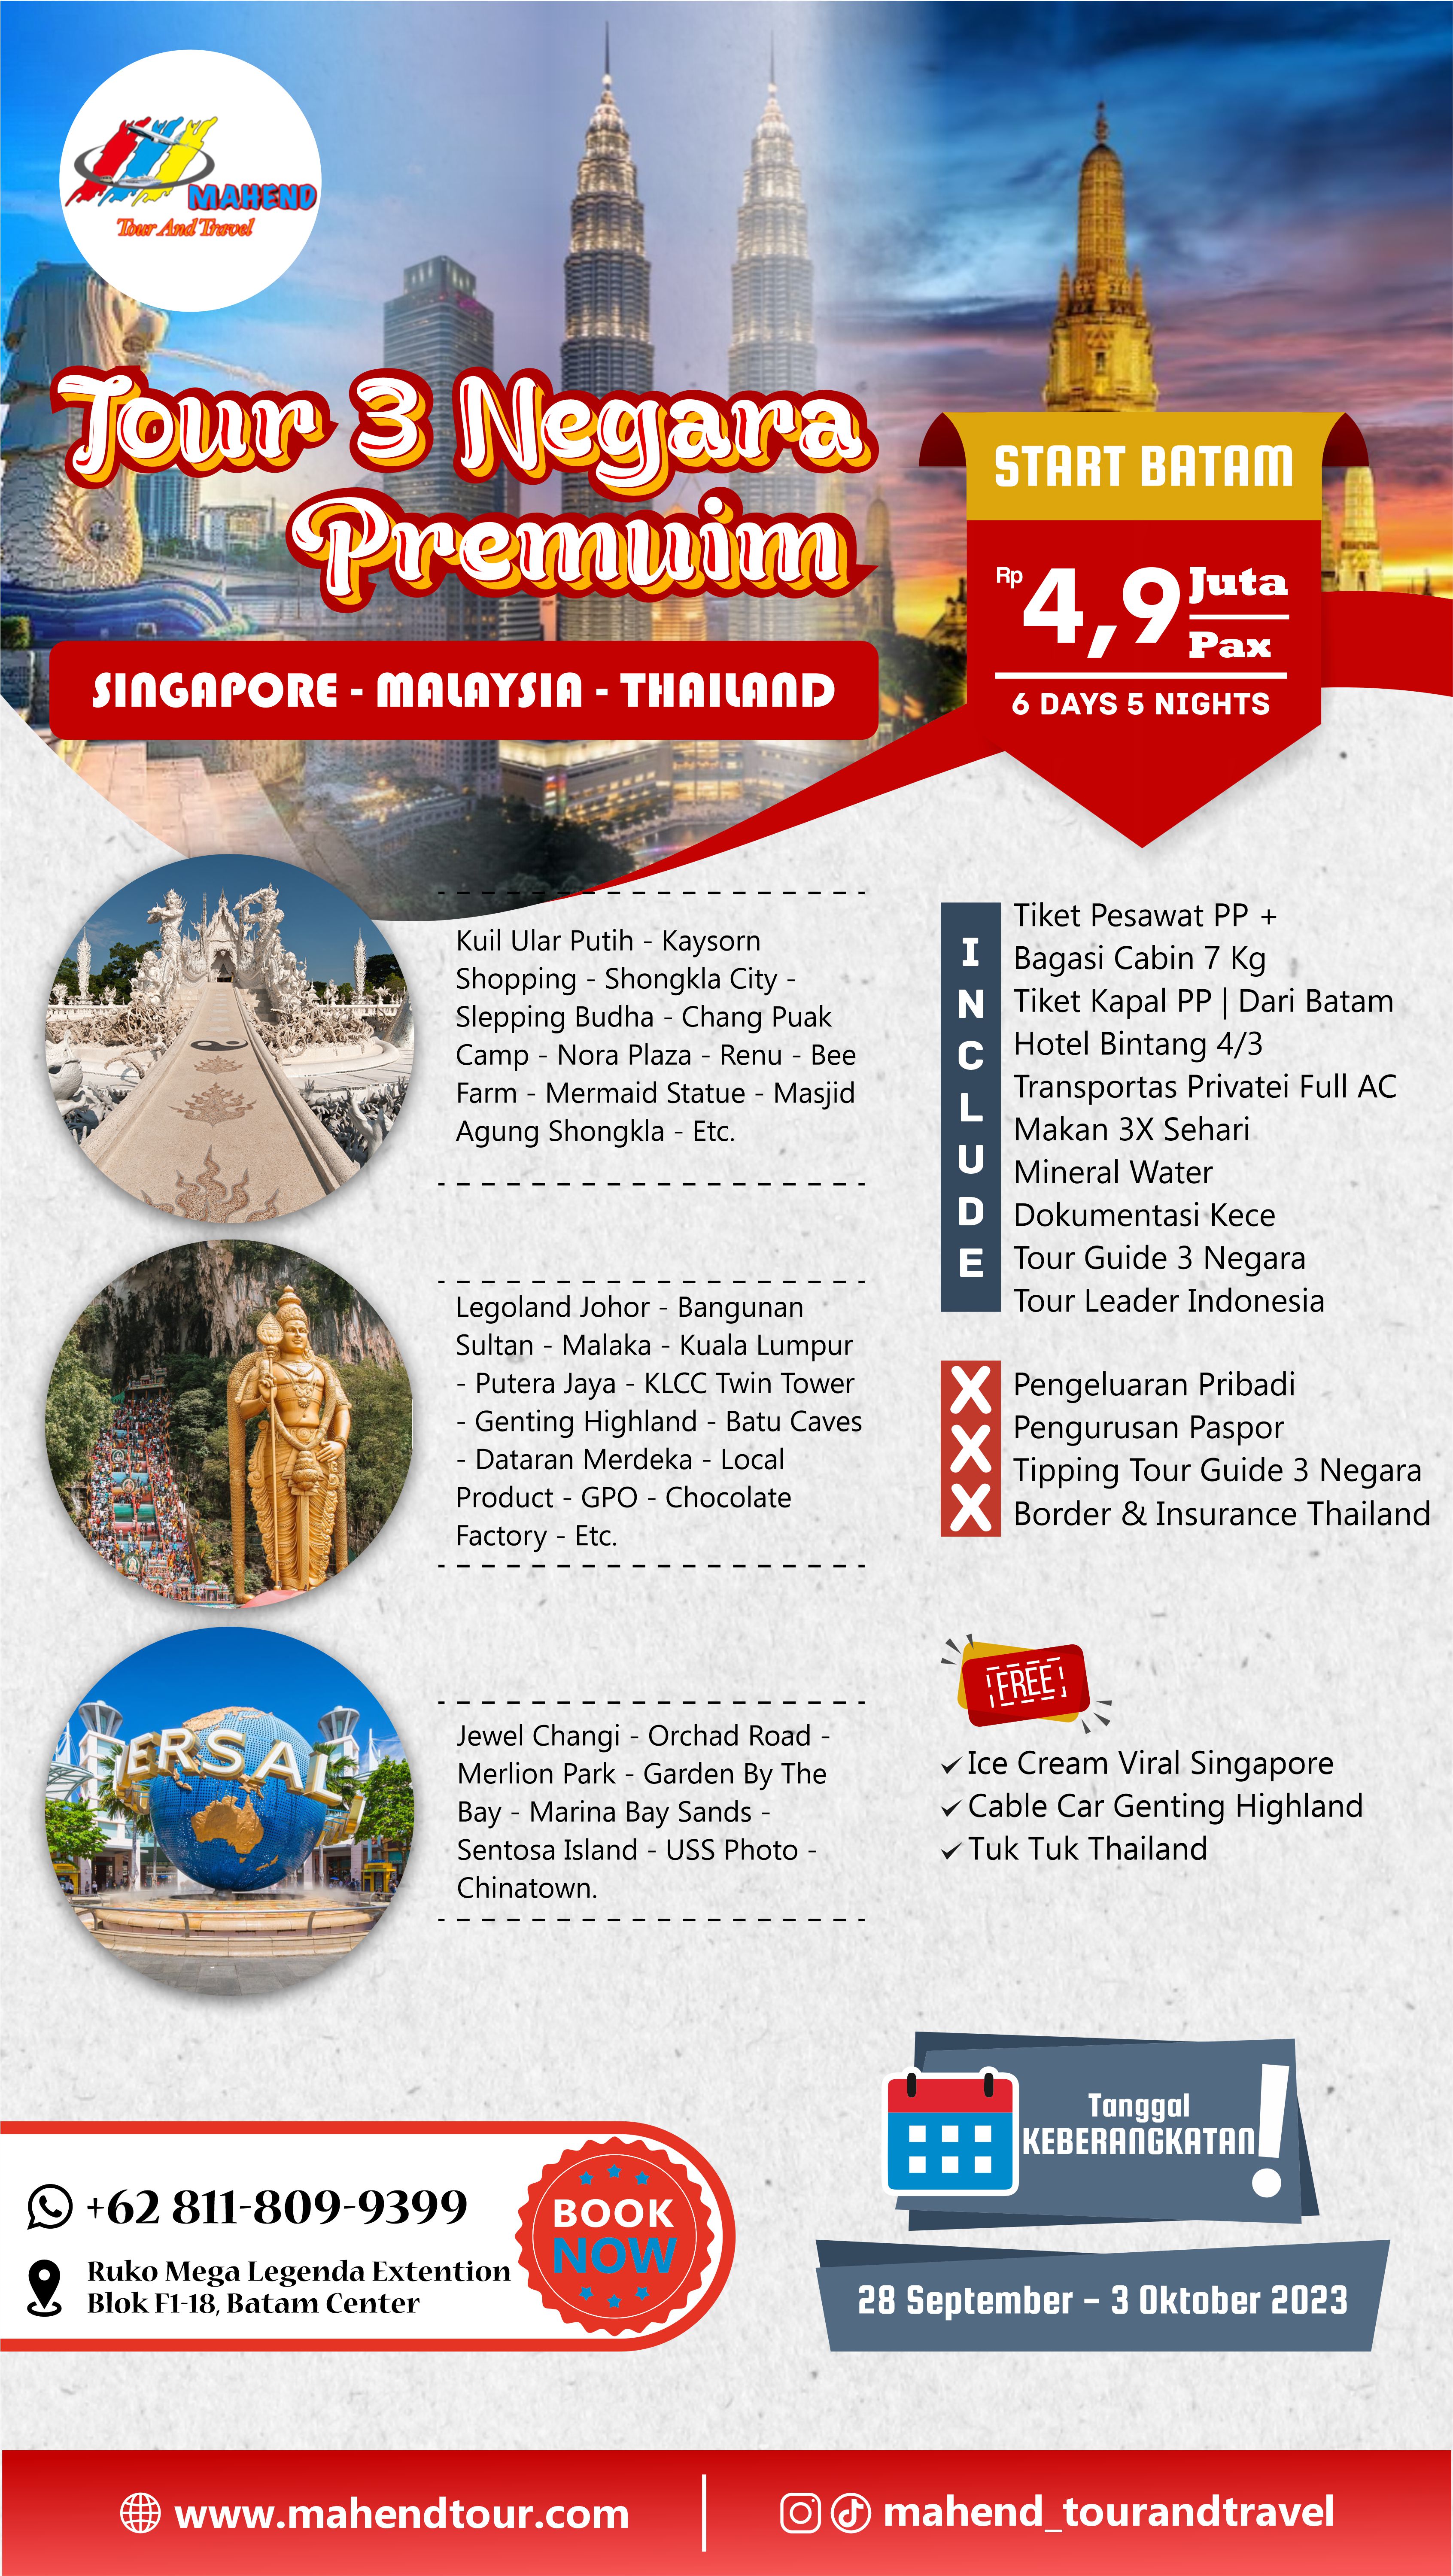 MAHEND
Tour And Travel
Tour 3 Negara
Premuim
SINGAPORE - MALAYSIA - THAILAND
START BATAM
Rp 4,9 Juta
Pax
6 DAYS 5 NIGHTS
Kuil Ular Putih - Kaysorn
Shopping - Shongkla City -
Slepping Budha - Chang Puak
Camp - Nora Plaza - Renu - Bee
Farm - Mermaid Statue - Masjid
Agung Shongkla - Etc.
Legoland Johor - Bangunan
Sultan - Malaka - Kuala Lumpur
- Putera Jaya - KLCC Twin Tower
- Genting Highland - Batu Caves
- Dataran Merdeka - Local
Product - GPO - Chocolate
Factory - Etc.
ERSAL
Jewel Changi - Orchad Road -
Merlion Park - Garden By The
Bay - Marina Bay Sands -
Sentosa Island - USS Photo -
Chinatown.
INCLUDE
Tiket Pesawat PP +
Bagasi Cabin 7 Kg
Tiket Kapal PP | Dari Batam
Hotel Bintang 4/3
Transportas Privatei Full AC
Makan 3X Sehari
Mineral Water
Dokumentasi Kece
Tour Guide 3 Negara
Tour Leader Indonesia
X
X
X
Pengeluaran Pribadi
Pengurusan Paspor
Tipping Tour Guide 3 Negara
Border & Insurance Thailand
FREE
Ice Cream Viral Singapore
Cable Car Genting Highland
Tuk Tuk Thailand
Tanggal
KEBERANGKATAN!
28 September - 3 Oktober 2023
+62 811-809-9399
Ruko Mega Legenda Extention
Blok F1-18, Batam Center
BOOK
NOW
www.mahendtour.com
mahend_tourandtravel